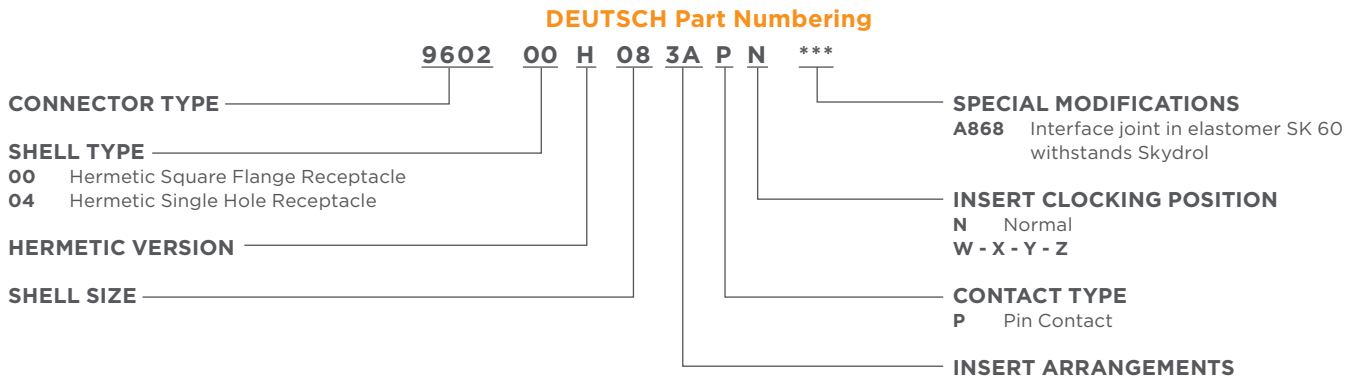 DEUTSCH Part Numbering
9602 00 H 08 3A P N ***
CONNECTOR TYPE
SHELL TYPE
00 Hermetic Square Flange Receptacle
04 Hermetic Single Hole Receptacle
HERMETIC VERSION
SHELL SIZE
SPECIAL MODIFICATIONS
A868 Interface joint in elastomer SK 60
withstands Skydrol
INSERT CLOCKING POSITION
N Normal
W - X - Y - Z
CONTACT TYPE
P Pin Contact
INSERT ARRANGEMENTS